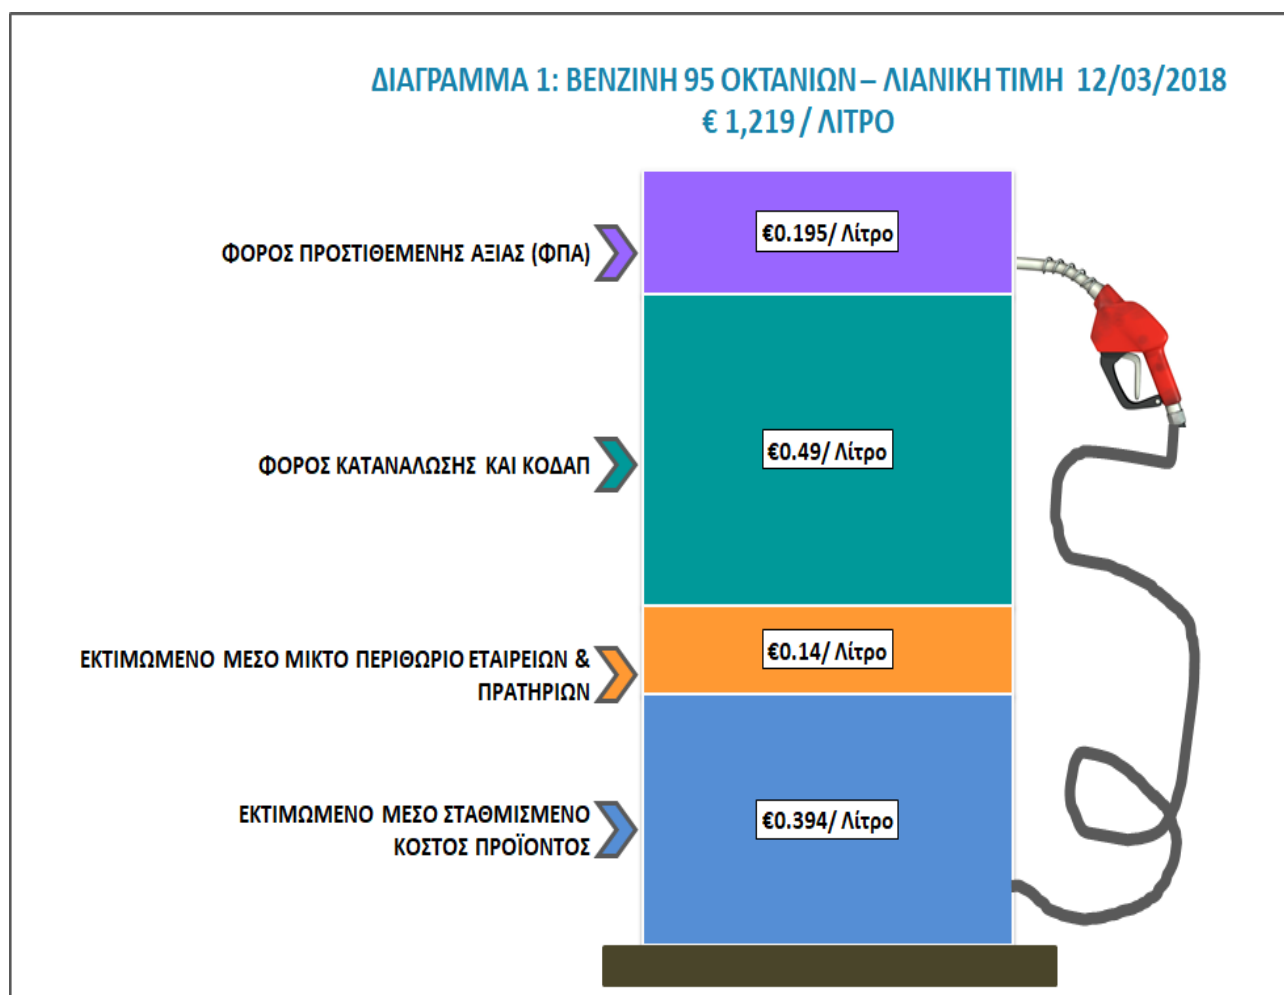 ΔΙΑΓΡΑΜΜΑ 1: ΒΕΝΖΙΝΗ 95 ΟΚΤΑΝΙΩΝ – ΛΙΑΝΙΚΗ ΤΙΜΗ 12/03/2018
€ 1,219 / ΛΙΤΡΟ
€0.195/ Λίτρο
ΦΟΡΟΣ ΠΡΟΣΤΙΘΕΜΕΝΗΣ ΑΞΙΑΣ (ΦΠΑ)
€0.49/ Λίτρο
ΦΟΡΟΣ ΚΑΤΑΝΑΛΩΣΗΣ ΚΑΙ ΚΟΔΑΠ
€0.14/ Λίτρο
ΕΚΤΙΜΩΜΕΝΟ ΜΕΣΟ ΜΙΚΤΟ ΠΕΡΙΘΩΡΙΟ ΕΤΑΙΡΕΙΩΝ &
ΠΡΑΤΗΡΙΩΝ
ΕΚΤΙΜΩΜΕΝΟ ΜΕΣΟ ΣΤΑΘΜΙΣΜΕΝΟ
ΚΟΣΤΟΣ ΠΡΟΪΟΝΤΟΣ
€0.394/ Λίτρο